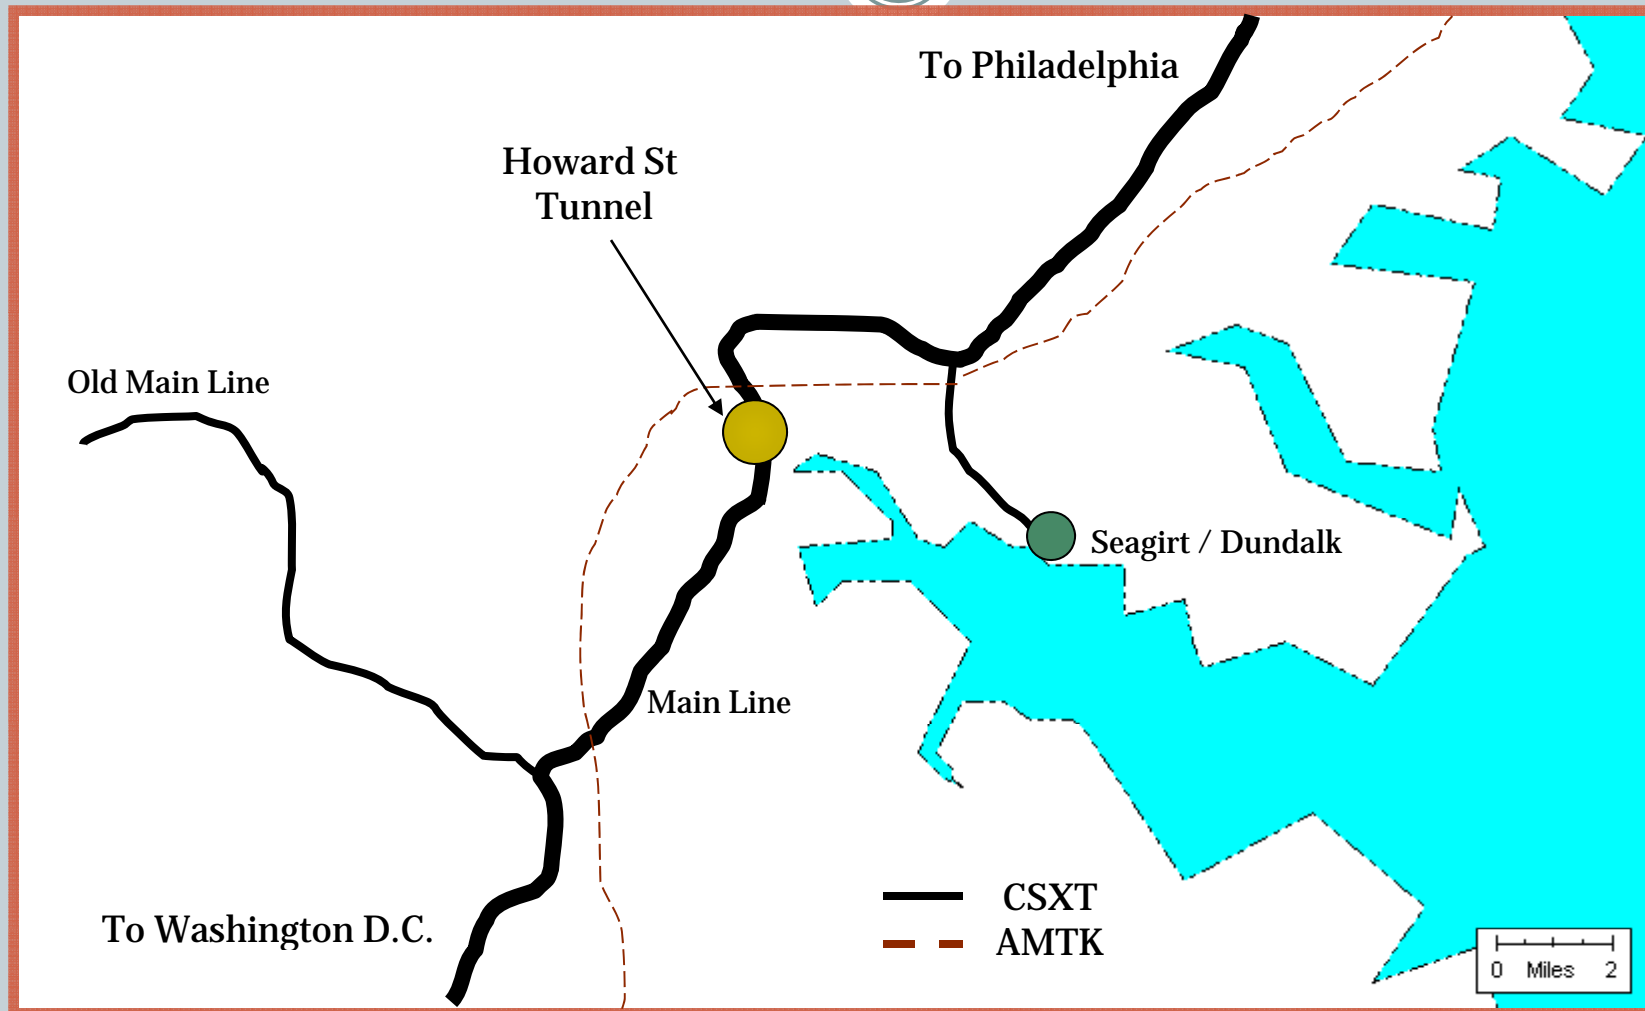 To Philadelphia
Howard St
Tunnel
Old Main Line
Seagirt / Dundalk
Main Line
CSXT
To Washington D.C.
AMTK
0 Miles 2